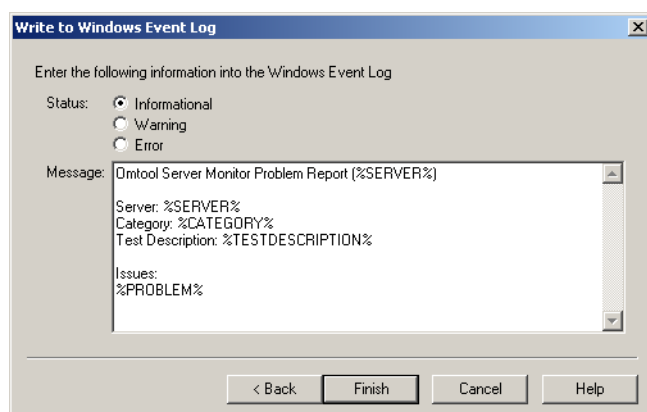 Write to Windows Event Log
Enter the following information into the Windows Event Log
Status:
Informational
Warning
Error
Message:
Omtool Server Monitor Problem Report (%SERVER%)
Server: %SERVER%
Category: %CATEGORY%
Test Description: %TESTDESCRIPTION%
Issues:
%PROBLEM%
< Back
Finish
Cancel
Help